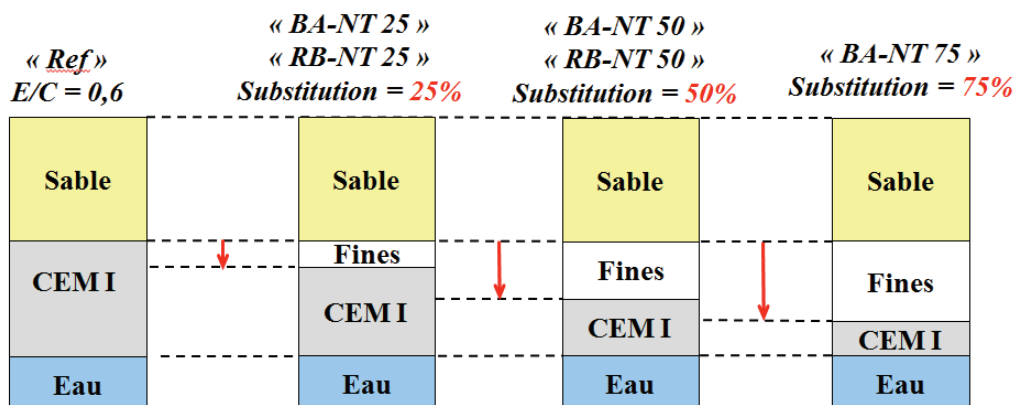 « Ref »
E/C = 0,6
« BA-NT 25 »
« RB-NT 25 »
Substitution = 25%
« BA-NT 50 »
« RB-NT 50 »
Substitution = 50%
« BA-NT 75 »
Substitution = 75%
Sable
CEM I
Eau
Sable
Fines
CEM I
Eau
Sable
Fines
CEM I
Eau
Sable
Fines
CEM I
Eau